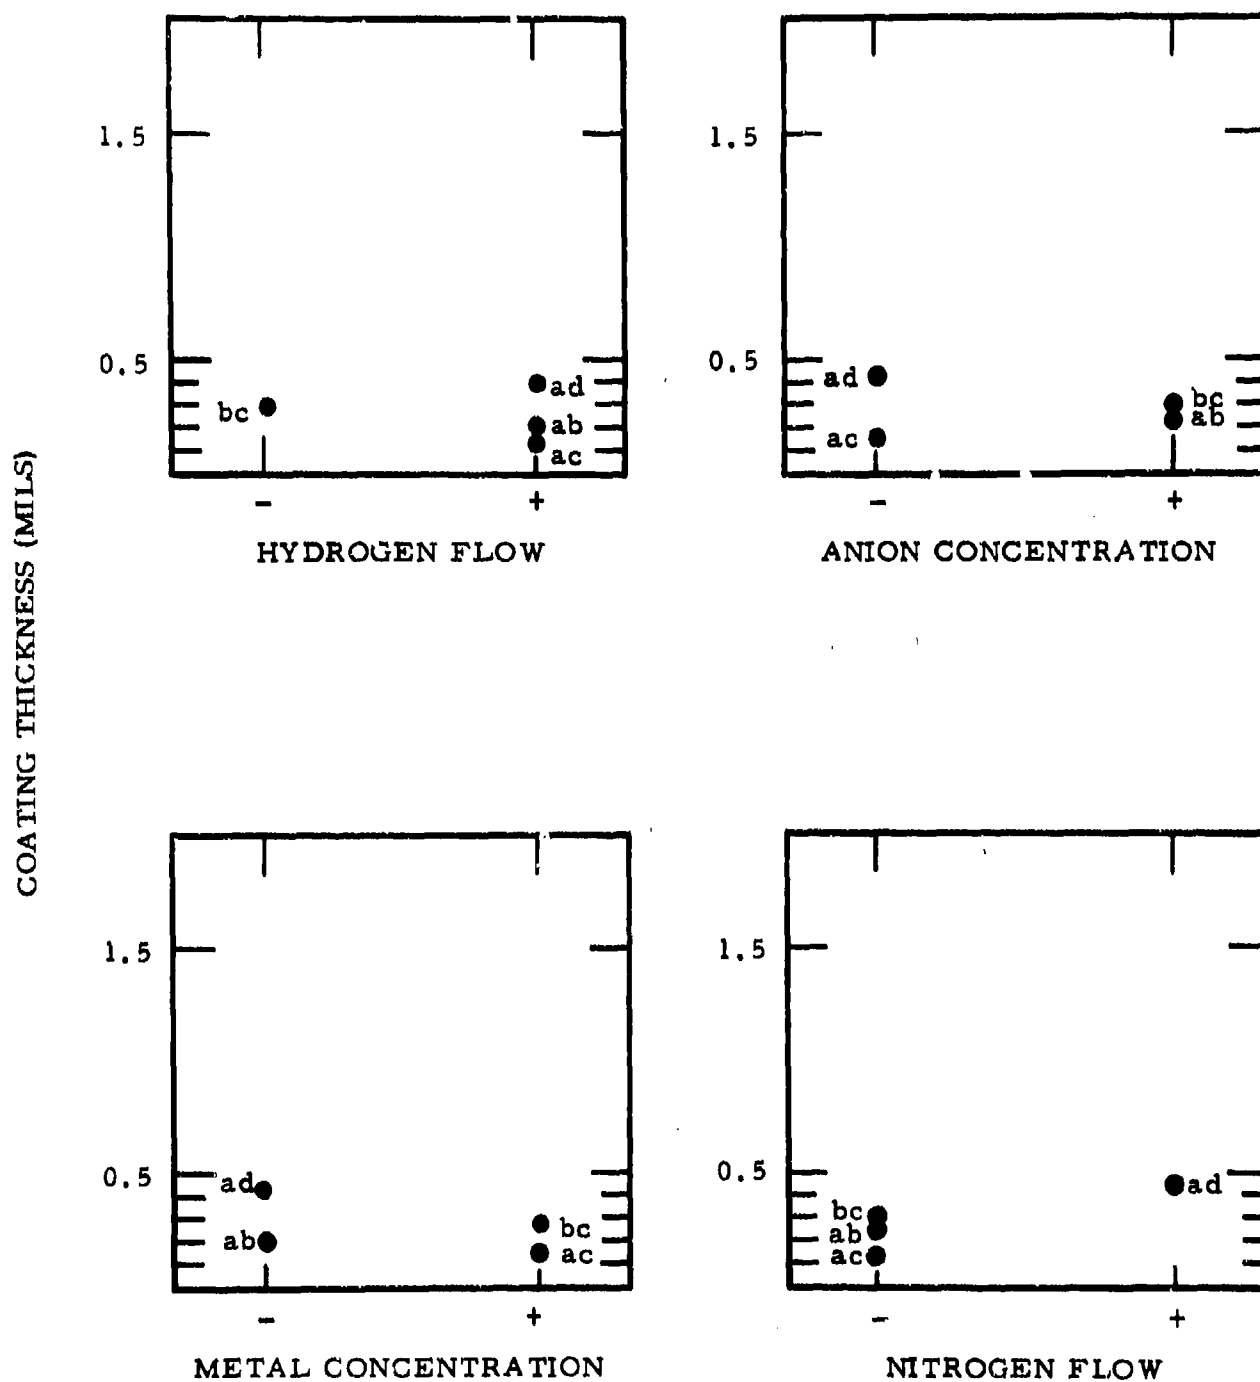 COATING THICKNESS (MILS)
1.5
0.5
bc
ad
ab
ac
- +
HYDROGEN FLOW
1.5
0.5
ad
ac
bc
ab
- +
ANION CONCENTRATION
1.5
0.5
ad
ab
bc
ac
- +
METAL CONCENTRATION
1.5
0.5
bc
ab
ac
ad
- +
NITROGEN FLOW